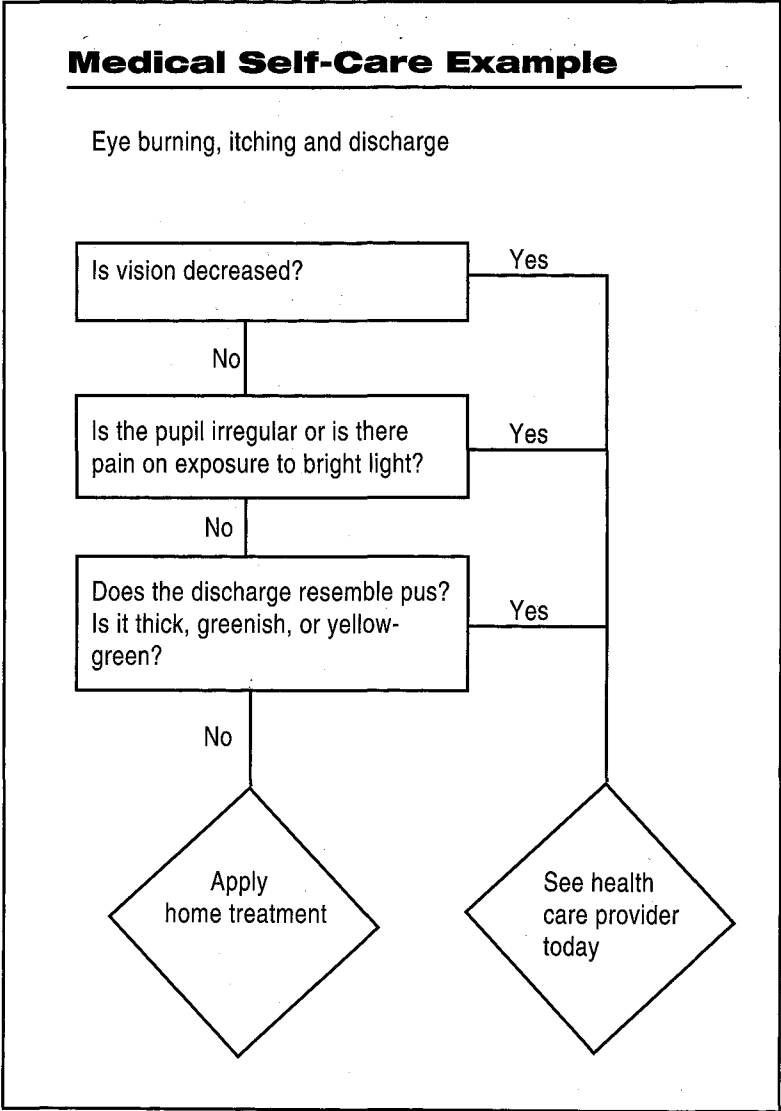 Medical Self-Care Example
Eye burning, itching and discharge
Is vision decreased?
Yes
No
Is the pupil irregular or is there
pain on exposure to bright light?
Yes
No
Does the discharge resemble pus?
Is it thick, greenish, or yellow-
green?
Yes
No
Apply
home treatment
See health
care provider
today